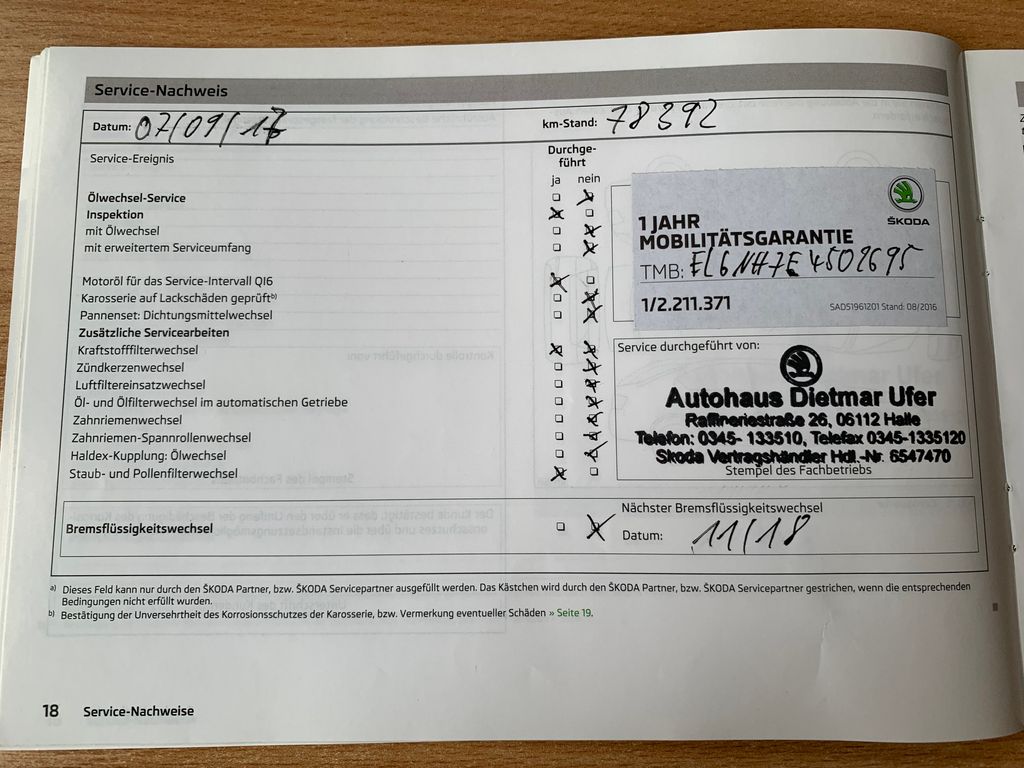 Service-Nachweis
Datum: 07/09/17
km-Stand: 78392
Service-Ereignis
Durchge-
führt
ja nein
Ölwechsel-Service
Inspektion
mit Ölwechsel
mit erweitertem Serviceumfang
Motoröl für das Service-Intervall QI6
Karosserie auf Lackschäden geprüft b)
Pannenset: Dichtungsmittelwechsel
Zusätzliche Servicearbeiten
Kraftstofffilterwechsel
Zündkerzenwechsel
Luftfiltereinsatzwechsel
Öl- und Ölfilterwechsel im automatischen Getriebe
Zahnriemenwechsel
Zahnriemen-Spannrollenwechsel
Haldex-Kupplung: Ölwechsel
Staub- und Pollenfilterwechsel
ŠKODA
1 JAHR
MOBILITÄTSGARANTIE
TMB: EL6NH7E4502695
1/2.211.371
SAD51961201 Stand: 08/2016
Service durchgeführt von:
Autohaus Dietmar Ufer
Raffineriestraße 26, 06112 Halle
Telefon: 0345- 133510, Telefax 0345-1335120
Skoda Vertragshändler Hdl.-Nr. 6547470
Stempel des Fachbetriebs
Bremsflüssigkeitswechsel
Nächster Bremsflüssigkeitswechsel
Datum: 11/18
a) Dieses Feld kann nur durch den ŠKODA Partner, bzw. ŠKODA Servicepartner ausgefüllt werden. Das Kästchen wird durch den ŠKODA Partner, bzw. ŠKODA Servicepartner gestrichen, wenn die entsprechenden
Bedingungen nicht erfüllt wurden.
b) Bestätigung der Unversehrtheit des Korrosionsschutzes der Karosserie, bzw. Vermerkung eventueller Schäden » Seite 19.
18 Service-Nachweise